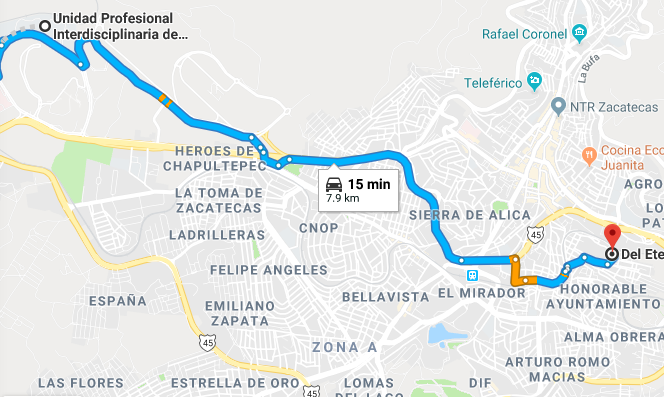 Unidad Profesional
Interdisciplinaria de...
Rafael Coronel
La Bufa
Teleférico
NTR Zacatecas
HEROES DE
CHAPULTEPEC
Cocina Eco
Juanita
15 min
7.9 km
AGRO
LA TOMA DE
ZACATECAS
SIERRA DE ALICA
LO
PAT
CNOP
45
LADRILLERAS
Del Ete
FELIPE ANGELES
HONORABLE
AYUNTAMIENTO
ESPAÑA
BELLAVISTA
EL MIRADOR
EMILIANO
ZAPATA
ALMA OBRERA
45
ZONA A
ARTURO ROMO
MACIAS
LAS FLORES
ESTRELLA DE ORO
45
LOMAS
DEL LAGO
DIF